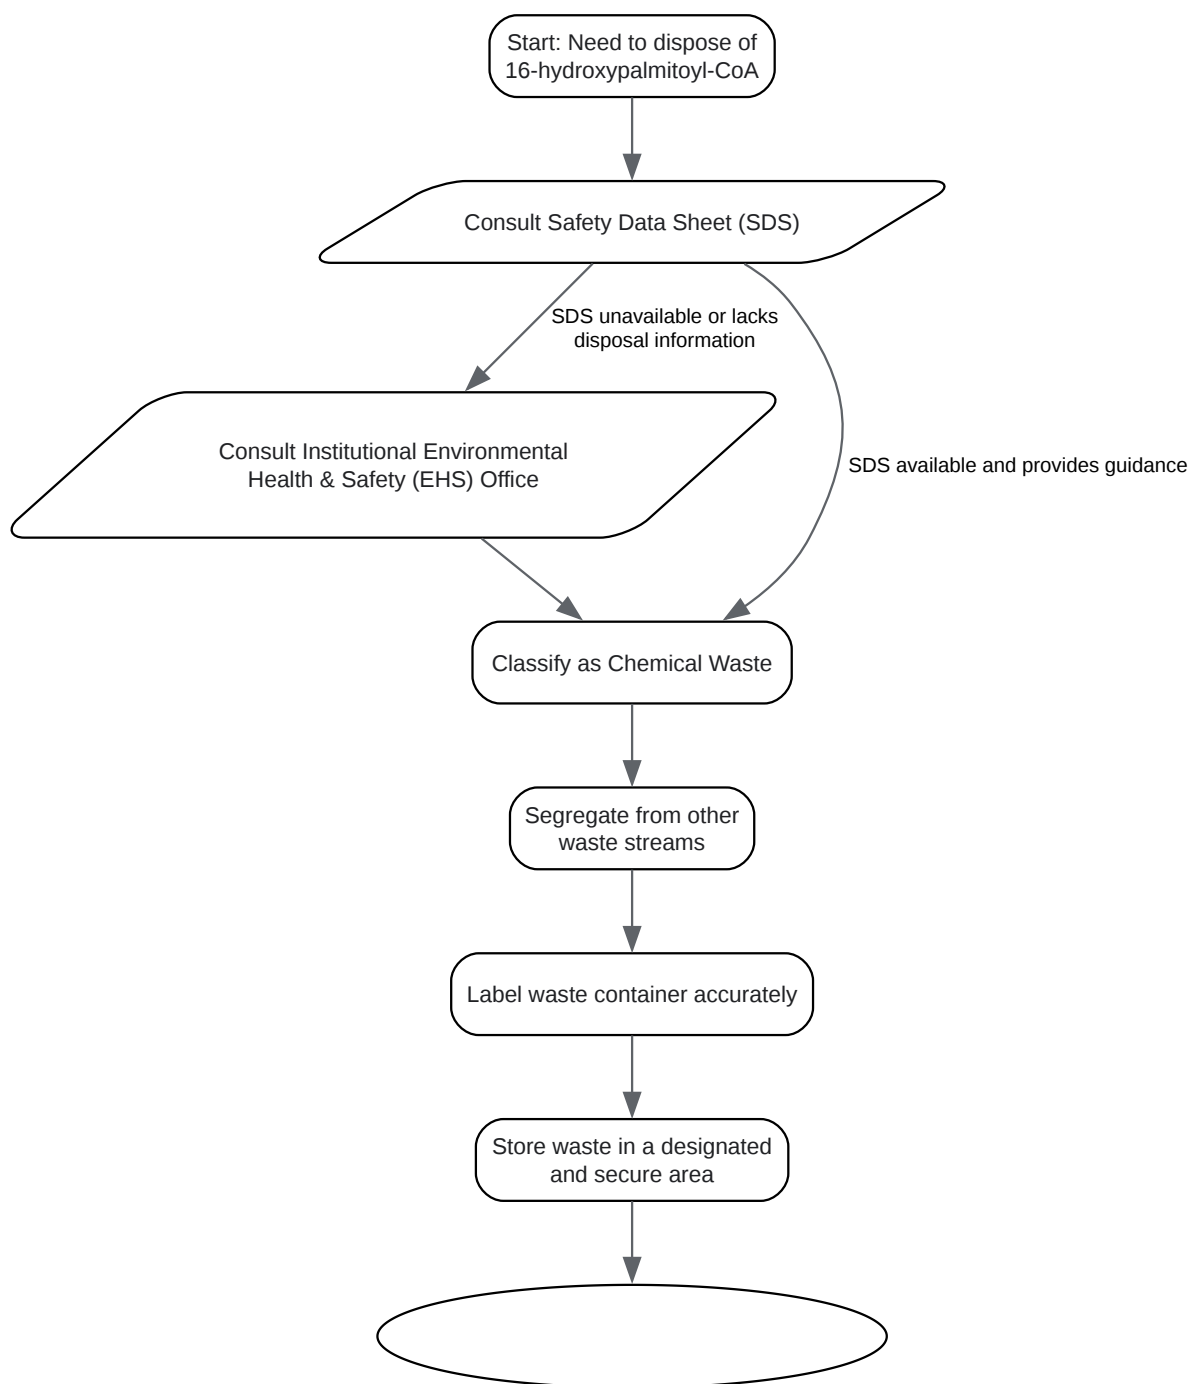 Start: Need to dispose of
16-hydroxypalmitoyl-CoA
Consult Safety Data Sheet (SDS)
SDS unavailable or lacks
disposal information
Consult Institutional Environmental
Health & Safety (EHS) Office
SDS available and provides guidance
Classify as Chemical Waste
Segregate from other
waste streams
Label waste container accurately
Store waste in a designated
and secure area